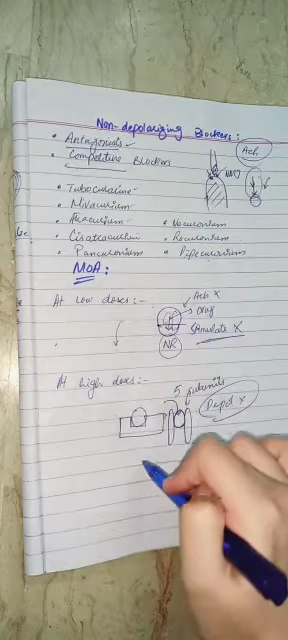 Non-depolarizing Blockers:
• Antagonists
Ach
• Competitive Blockers
• Tubocurarine
• Mivacurium
• Atracurium
• Vecuronium
• Cisatracurium
• Rocuronium
• Pancuronium
• Pipecuronium
MOA:
At low doses:-
Ach X
Drug
Stimulate X
NR
At high doses:-
5 subunits
Depol X